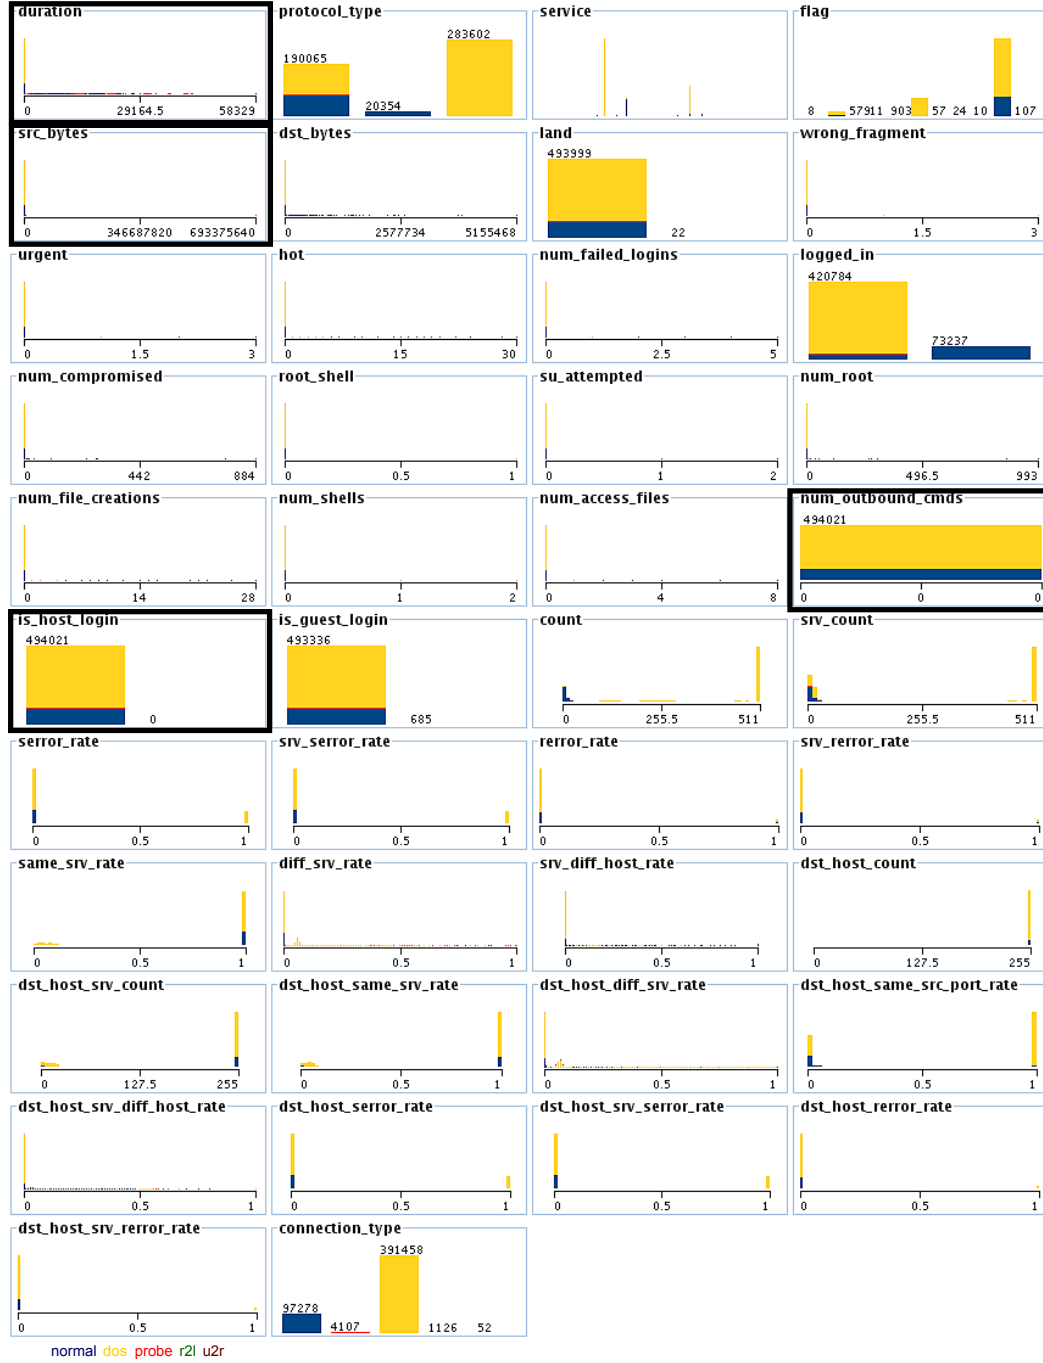 duration protocol_type service flag
283602
190065
20354
8 57911 903 57 24 10 107
0 29164.5 58329
src_bytes dst_bytes land wrong_fragment
493999
22
0 346687820 693375640 0 2577734 5155468 0 1.5 3
urgent hot num_failed_logins logged_in
420784
73237
0 1.5 3 0 15 30 0 2.5 5
num_compromised root_shell su_attempted num_root
0 442 884 0 0.5 1 0 1 2 0 496.5 993
num_file_creations num_shells num_access_files num_outbound_cmds
494021
0 14 28 0 1 2 0 4 8 0 0 0
is_host_login is_guest_login count srv_count
494021 493336
0 685 0 255.5 511 0 255.5 511
serror_rate srv_serror_rate rerror_rate srv_rerror_rate
0 0.5 1 0 0.5 1 0 0.5 1 0 0.5 1
same_srv_rate diff_srv_rate srv_diff_host_rate dst_host_count
0 0.5 1 0 0.5 1 0 0.5 1 0 127.5 255
dst_host_srv_count dst_host_same_srv_rate dst_host_diff_srv_rate dst_host_same_src_port_rate
0 127.5 255 0 0.5 1 0 0.5 1 0 0.5 1
dst_host_srv_diff_host_rate dst_host_serror_rate dst_host_srv_serror_rate dst_host_rerror_rate
0 0.5 1 0 0.5 1 0 0.5 1 0 0.5 1
dst_host_srv_rerror_rate connection_type
391458
97278
4107 1126 52
0 0.5 1
normal dos probe r2l u2r